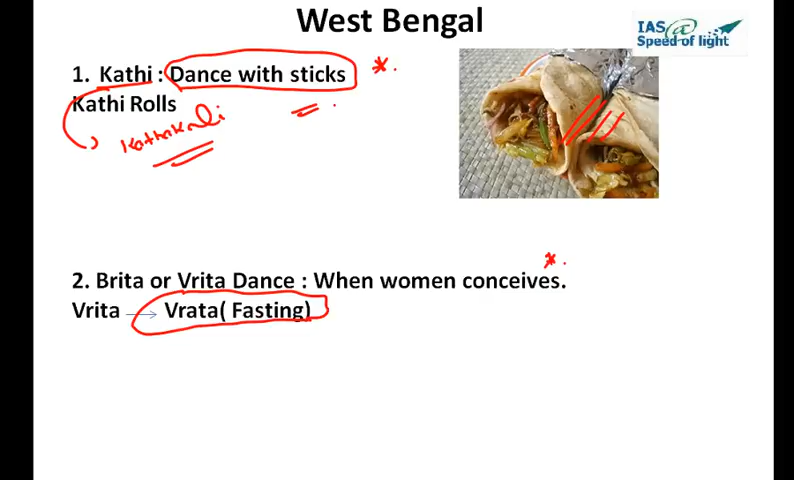 West Bengal
IAS@
Speed of light
1. Kathi : Dance with sticks
Kathi Rolls
Kathakali
2. Brita or Vrita Dance : When women conceives.
Vrita → Vrata( Fasting)